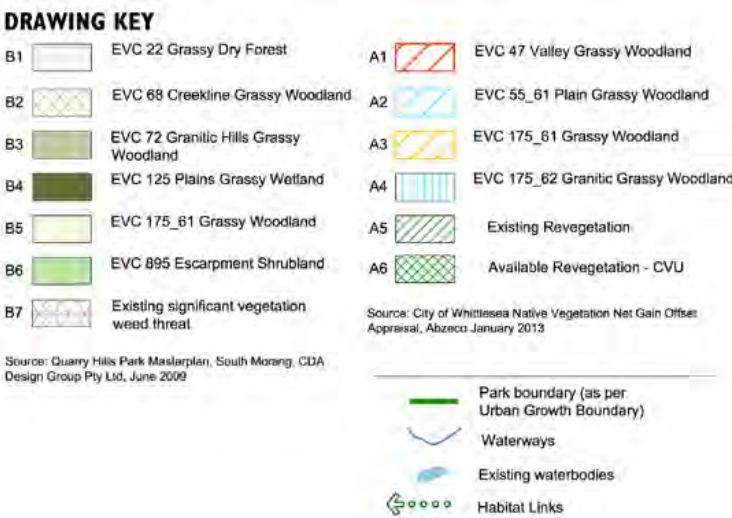 DRAWING KEY
B1 EVC 22 Grassy Dry Forest
B2 EVC 68 Creekline Grassy Woodland
B3 EVC 72 Granitic Hills Grassy
Woodland
B4 EVC 125 Plains Grassy Wetland
B5 EVC 175_61 Grassy Woodland
B6 EVC 895 Escarpment Shrubland
B7 Existing significant vegetation
weed threat
Source: Quarry Hills Park Masterplan, South Morang, CDA
Design Group Pty Ltd, June 2009
A1 EVC 47 Valley Grassy Woodland
A2 EVC 55_61 Plain Grassy Woodland
A3 EVC 175_61 Grassy Woodland
A4 EVC 175_62 Granitic Grassy Woodland
A5 Existing Revegetation
A6 Available Revegetation - CVU
Source: City of Whittlesea Native Vegetation Net Gain Offset
Appraisal, Abzeco January 2013
Park boundary (as per
Urban Growth Boundary)
Waterways
Existing waterbodies
Habitat Links